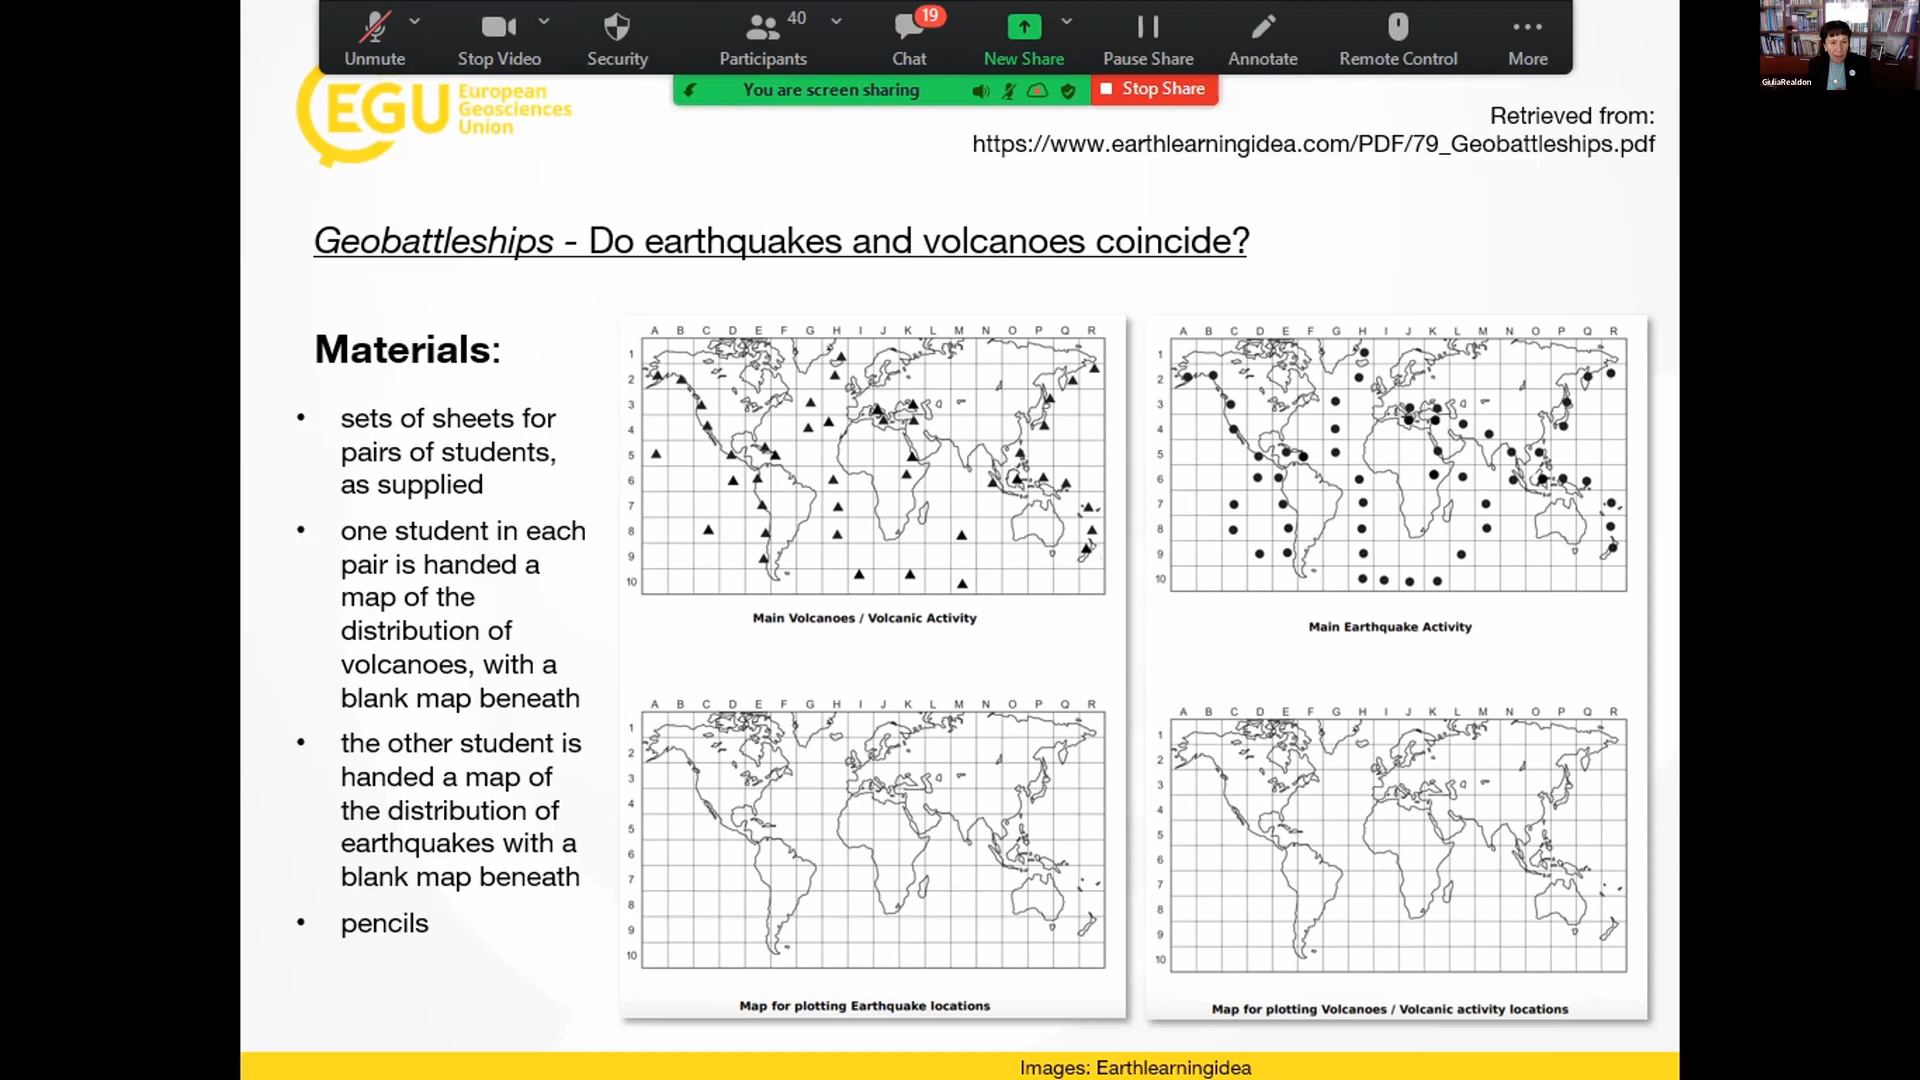 Unmute
Stop Video
Security
Participants
40
Chat
19
New Share
Pause Share
Annotate
Remote Control
More
You are screen sharing
Stop Share
GiuliaRealdon
EGU
European
Geosciences
Union
Retrieved from:
https://www.earthlearningidea.com/PDF/79_Geobattleships.pdf
Geobattleships - Do earthquakes and volcanoes coincide?
Materials:
• sets of sheets for
pairs of students,
as supplied
• one student in each
pair is handed a
map of the
distribution of
volcanoes, with a
blank map beneath
• the other student is
handed a map of
the distribution of
earthquakes with a
blank map beneath
• pencils
A B C D E F G H I J K L M N O P Q R
1
2
3
4
5
6
7
8
9
10
Main Volcanoes / Volcanic Activity
A B C D E F G H I J K L M N O P Q R
1
2
3
4
5
6
7
8
9
10
Main Earthquake Activity
A B C D E F G H I J K L M N O P Q R
1
2
3
4
5
6
7
8
9
10
Map for plotting Earthquake locations
A B C D E F G H I J K L M N O P Q R
1
2
3
4
5
6
7
8
9
10
Map for plotting Volcanoes / Volcanic activity locations
Images: Earthlearningidea